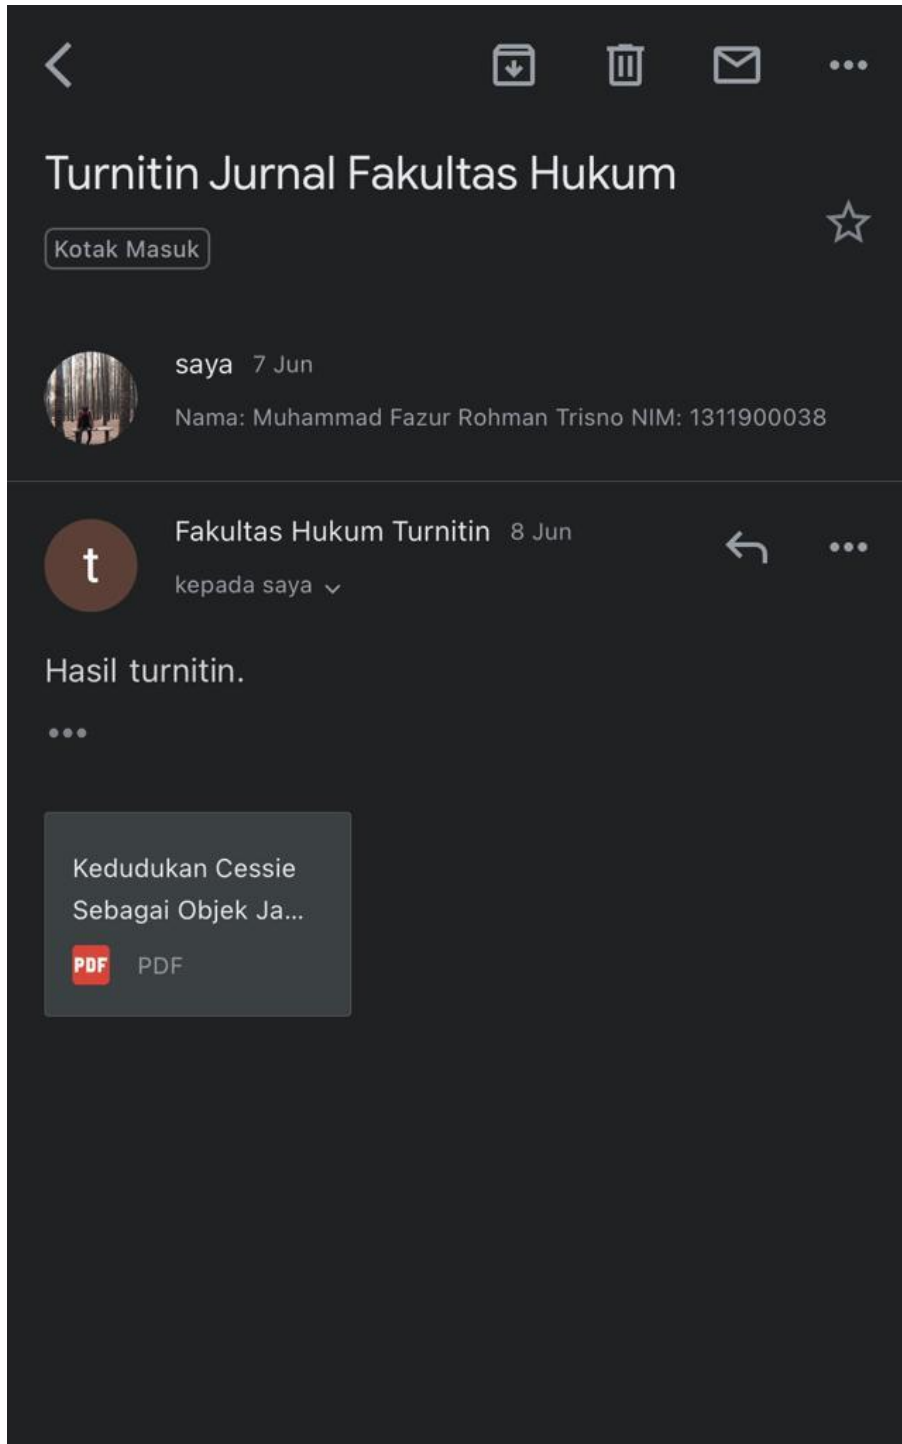 Turnitin Jurnal Fakultas Hukum
Kotak Masuk
saya 7 Jun
Nama: Muhammad Fazur Rohman Trisno NIM: 1311900038
t
Fakultas Hukum Turnitin 8 Jun
kepada saya
Hasil turnitin.
Kedudukan Cessie
Sebagai Objek Ja...
PDF PDF